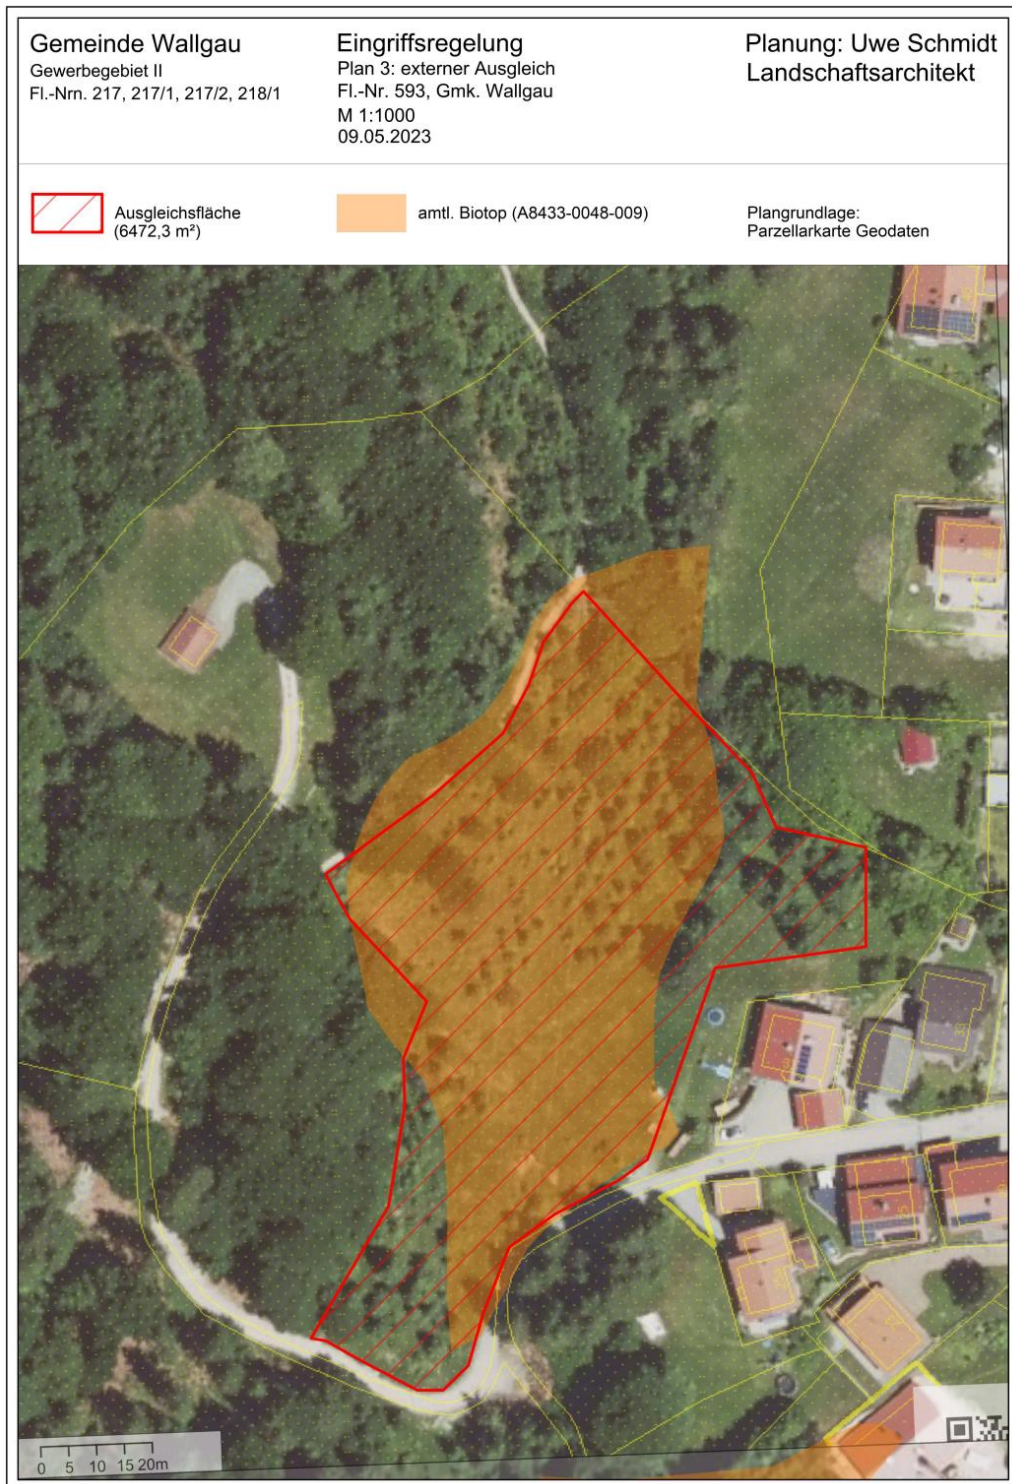 Gemeinde Wallgau
Gewerbegebiet II
Fl.-Nrn. 217, 217/1, 217/2, 218/1
Eingriffsregelung
Plan 3: externer Ausgleich
Fl.-Nr. 593, Gmk. Wallgau
M 1:1000
09.05.2023
Planung: Uwe Schmidt
Landschaftsarchitekt
Ausgleichsfläche
(6472,3 m²)
amtl. Biotop (A8433-0048-009)
Plangrundlage:
Parzellarkarte Geodaten
0 5 10 15 20m